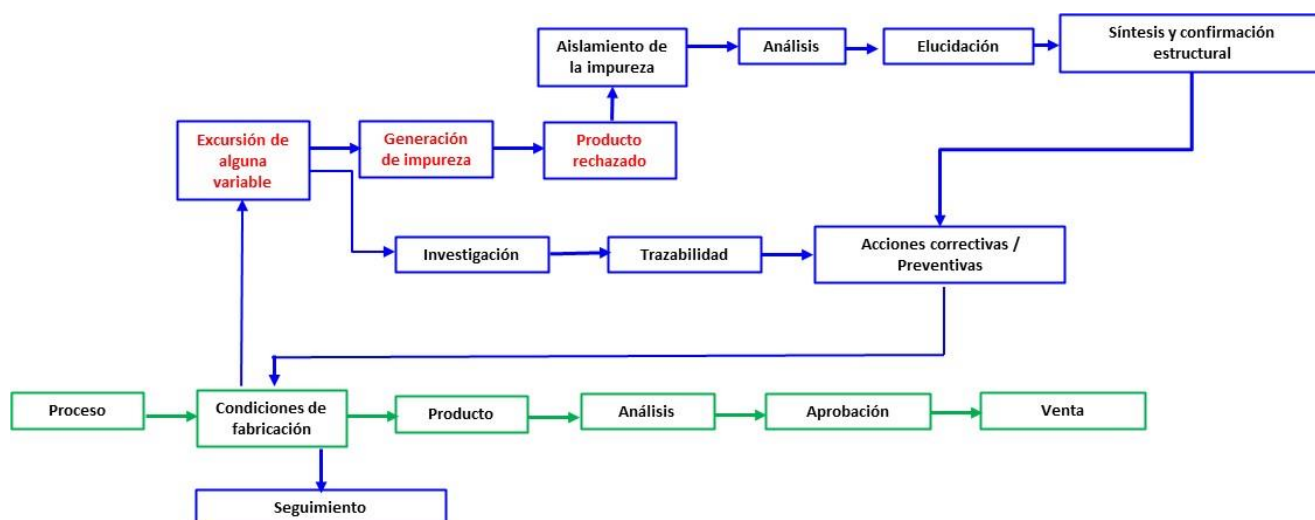 Aislamiento de
la impureza
Análisis
Elucidación
Síntesis y confirmación
estructural
Excursión de
alguna
variable
Generación
de impureza
Producto
rechazado
Investigación
Trazabilidad
Acciones correctivas /
Preventivas
Proceso
Condiciones de
fabricación
Producto
Análisis
Aprobación
Venta
Seguimiento